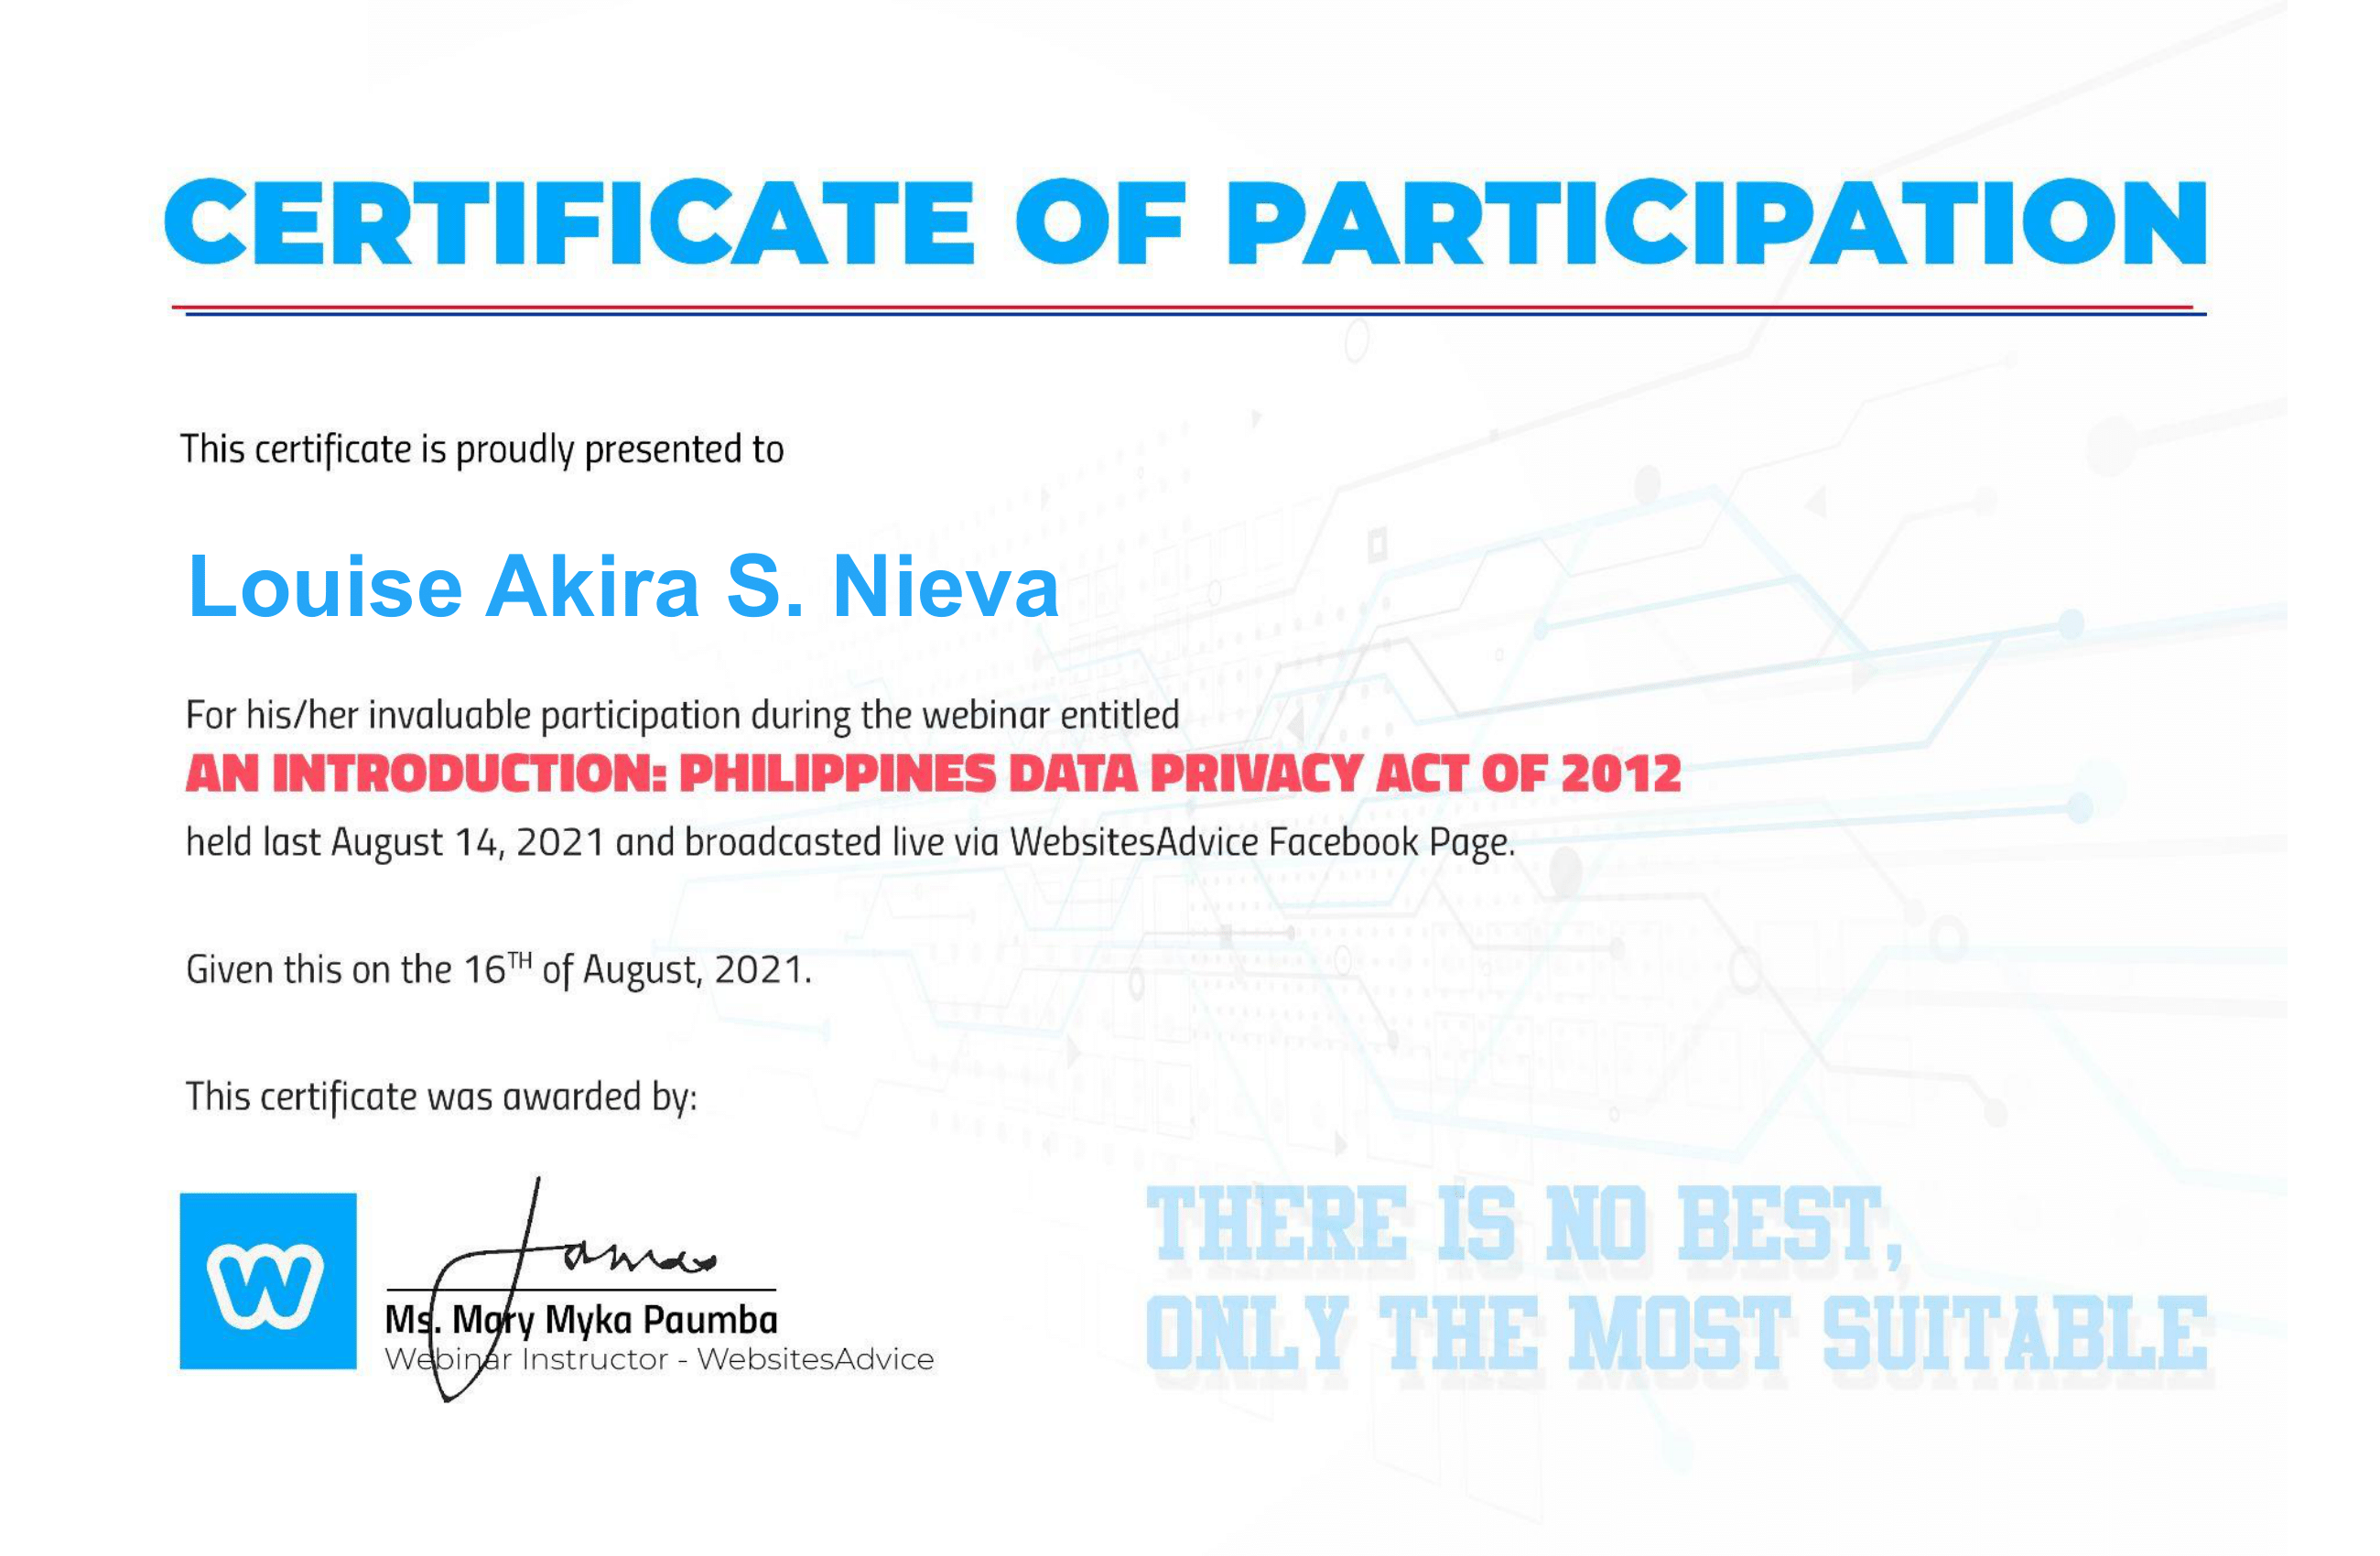 CERTIFICATE OF PARTICIPATION
This certificate is proudly presented to
Louise Akira S. Nieva
For his/her invaluable participation during the webinar entitled
AN INTRODUCTION: PHILIPPINES DATA PRIVACY ACT OF 2012
held last August 14, 2021 and broadcasted live via WebsitesAdvice Facebook Page.
Given this on the 16TH of August, 2021.
This certificate was awarded by:
W
Ms. Mary Myka Paumba
Webinar Instructor - WebsitesAdvice
THERE IS NO BEST,
ONLY THE MOST SUITABLE